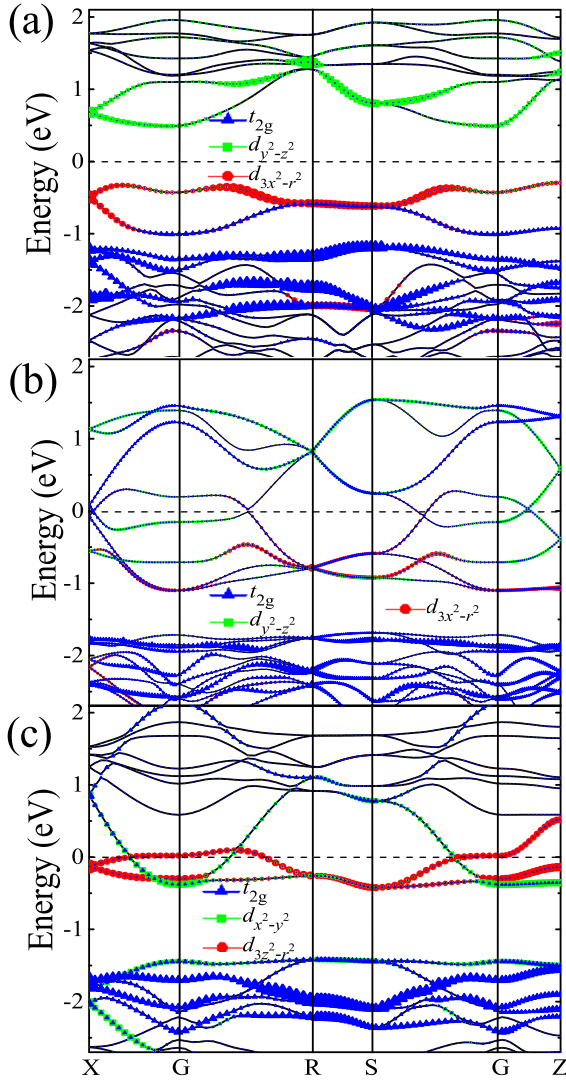 (a)
2
1
0
-1
-2
Energy (eV)
t2g
dy²-z²
d3x²-r²
(b)
2
1
0
-1
-2
Energy (eV)
t2g
dy²-z²
d3x²-r²
(c)
2
1
0
-1
-2
Energy (eV)
t2g
dx²-y²
d3z²-r²
X G R S G Z